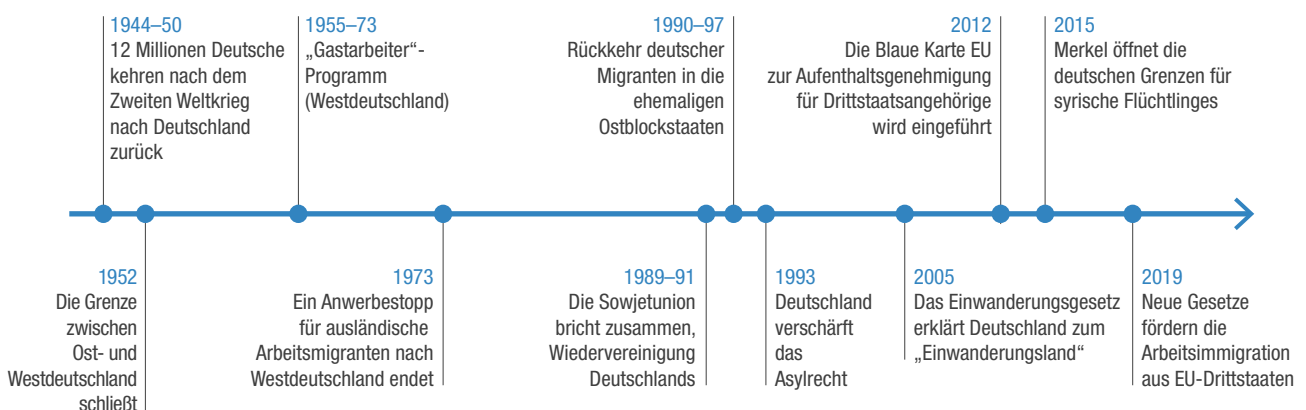 1944–50
12 Millionen Deutsche
kehren nach dem
Zweiten Weltkrieg
nach Deutschland
zurück
1955–73
„Gastarbeiter“-
Programm
(Westdeutschland)
1990–97
Rückkehr deutscher
Migranten in die
ehemaligen
Ostblockstaaten
2012
Die Blaue Karte EU
zur Aufenthaltsgenehmigung
für Drittstaatsangehörige
wird eingeführt
2015
Merkel öffnet die
deutschen Grenzen für
syrische Flüchtlinges
1952
Die Grenze
zwischen
Ost- und
Westdeutschland
schließt
1973
Ein Anwerbestopp
für ausländische
Arbeitsmigranten nach
Westdeutschland endet
1989–91
Die Sowjetunion
bricht zusammen,
Wiedervereinigung
Deutschlands
1993
Deutschland
verschärft
das
Asylrecht
2005
Das Einwanderungsgesetz
erklärt Deutschland zum
„Einwanderungsland“
2019
Neue Gesetze
fördern die
Arbeitsimmigration
aus EU-Drittstaaten